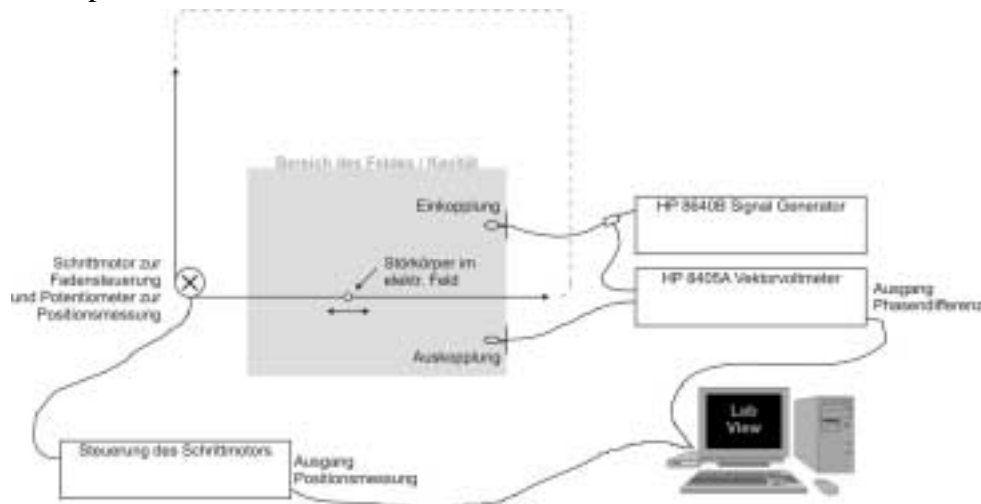 Bereich des Feldes / Kavität
Einkopplung
HP 8640B Signal Generator
Störkörper im
elektr. Feld
Schrittmotor zur
Fadensteuerung
und Potentiometer zur
Positionsmessung
HP 8405A Vektorvoltmeter
Ausgang
Phasendifferenz
Auskopplung
Lab
View
Steuerung des Schrittmotors
Ausgang
Positionsmessung